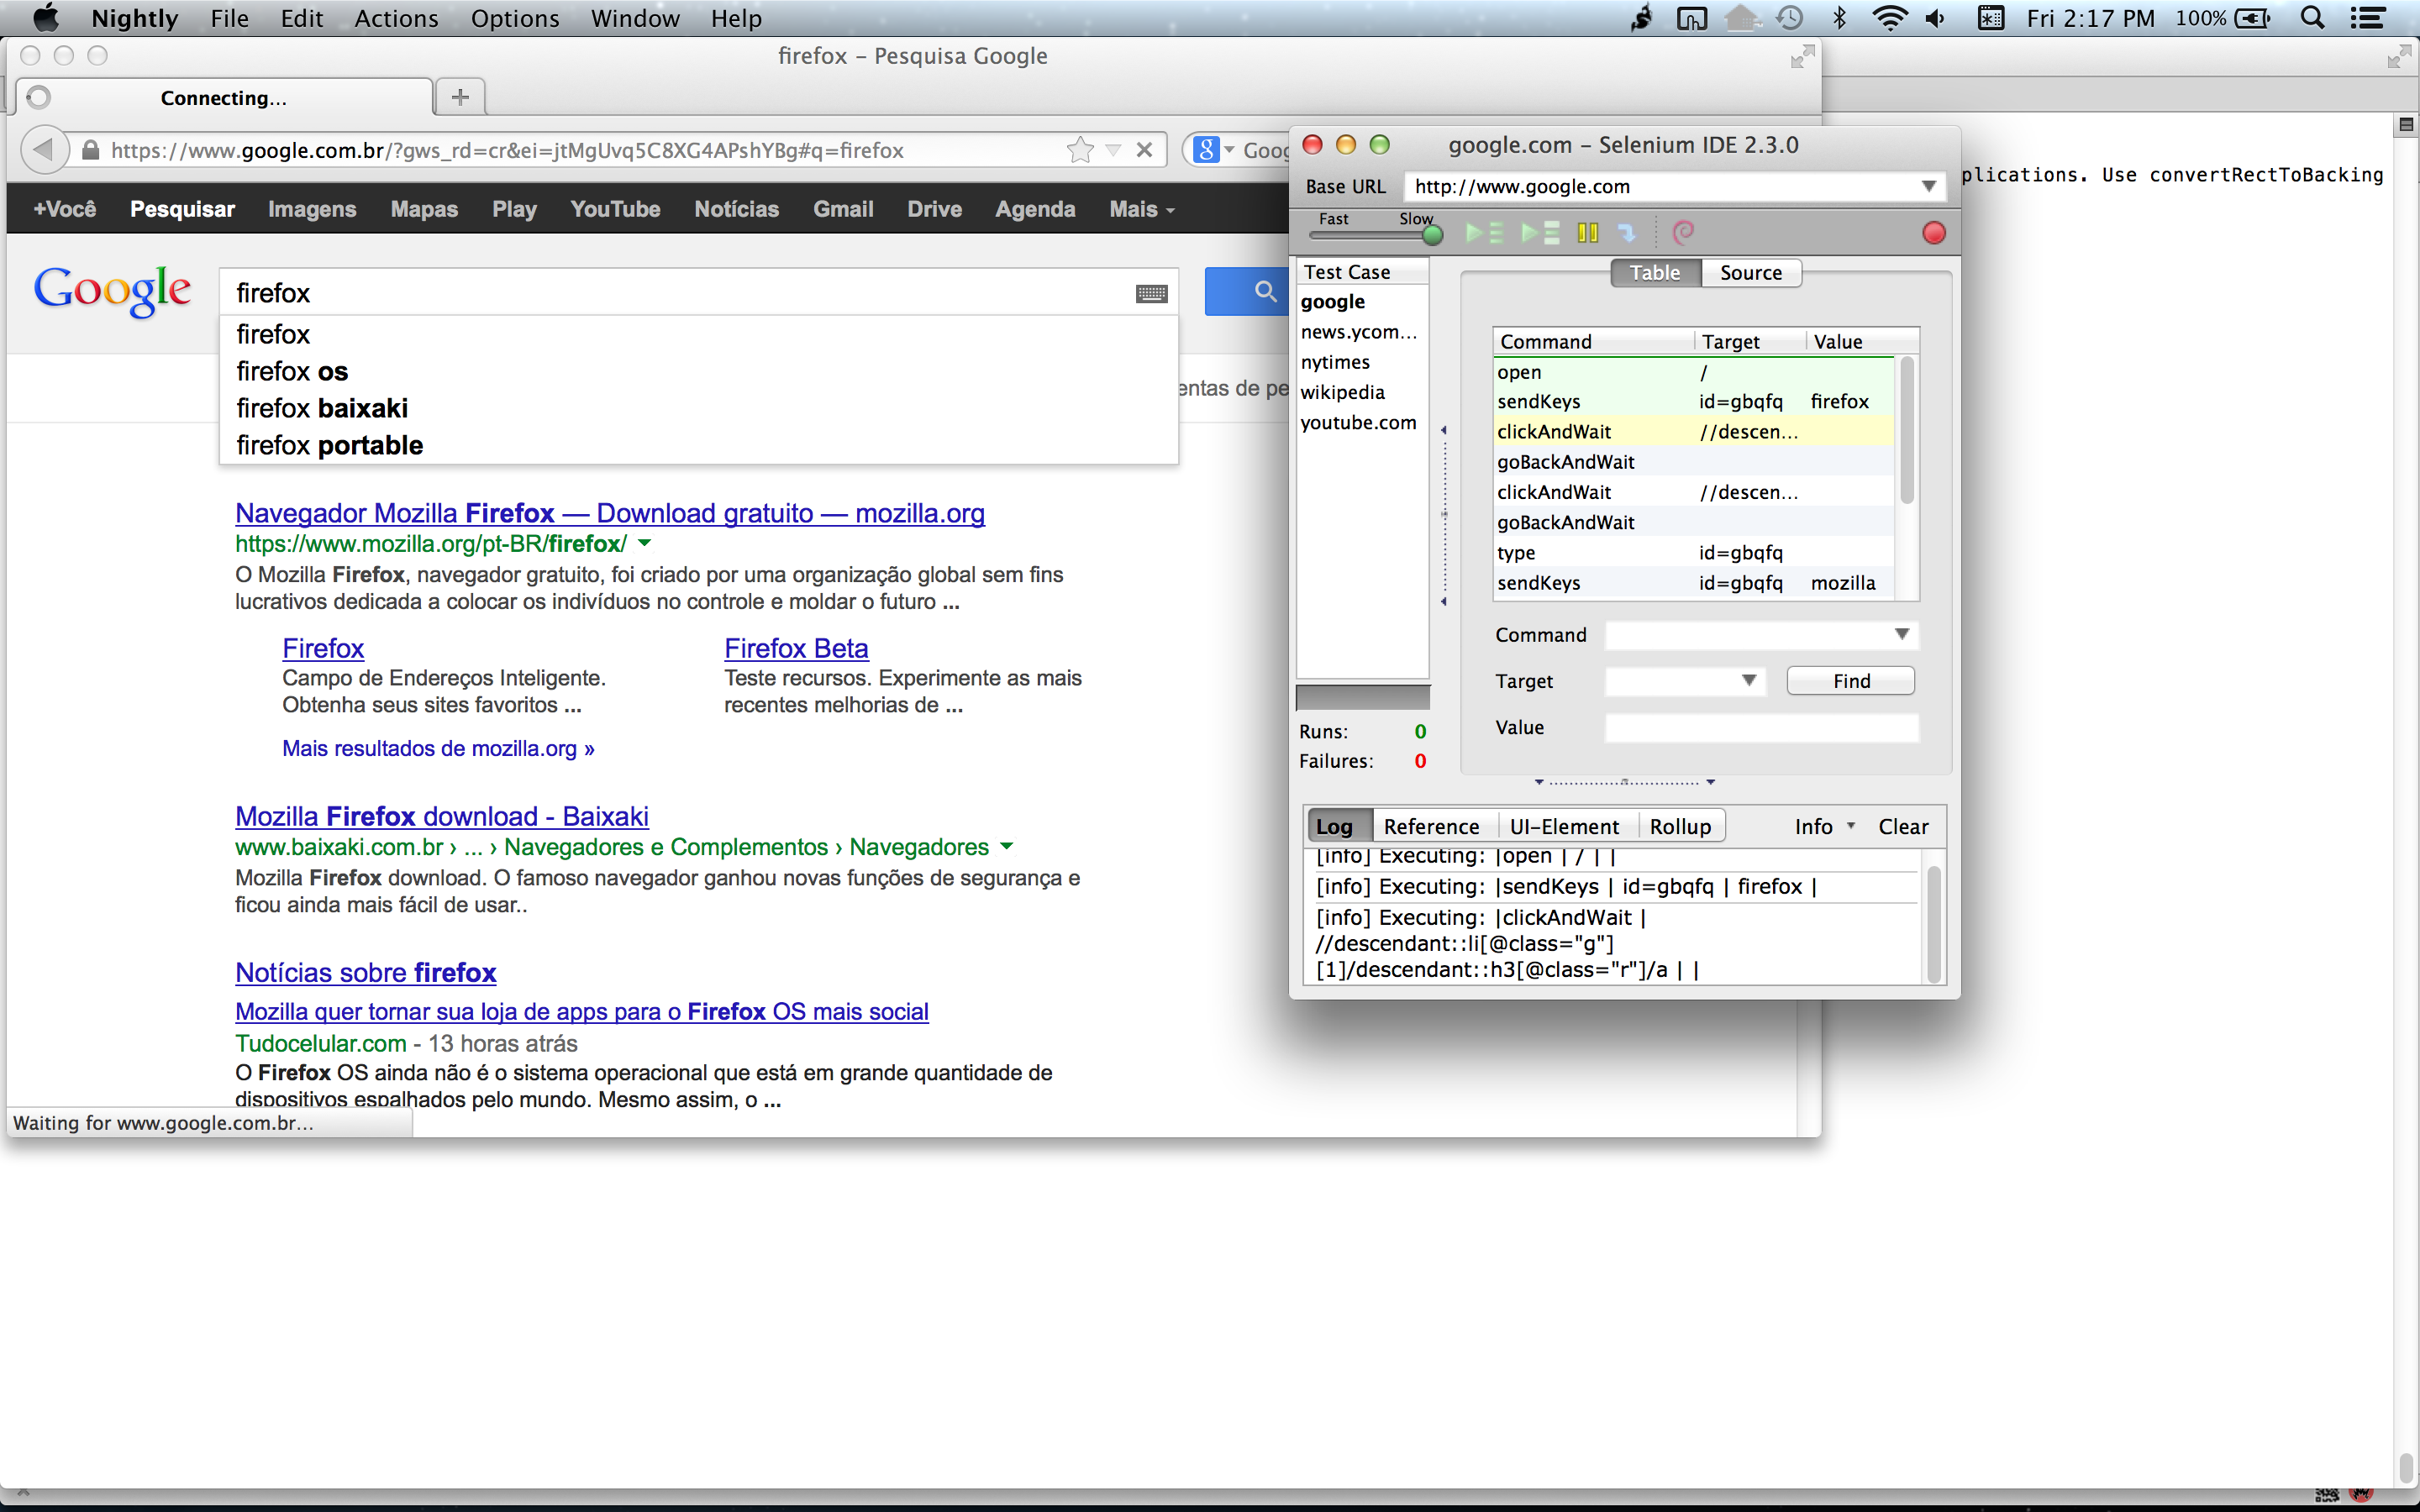 Nightly File Edit Actions Options Window Help
Fri 2:17 PM 100%
firefox – Pesquisa Google
Connecting...
https://www.google.com.br/?gws_rd=cr&ei=jtMgUvq5C8XG4APshYBg#q=firefox
+Você Pesquisar Imagens Mapas Play YouTube Notícias Gmail Drive Agenda Mais
Google
firefox
firefox
firefox os
firefox baixaki
firefox portable
entas de pe
Navegador Mozilla Firefox — Download gratuito — mozilla.org
https://www.mozilla.org/pt-BR/firefox/
O Mozilla Firefox, navegador gratuito, foi criado por uma organização global sem fins
lucrativos dedicada a colocar os indivíduos no controle e moldar o futuro ...
Firefox
Campo de Endereços Inteligente.
Obtenha seus sites favoritos ...
Firefox Beta
Teste recursos. Experimente as mais
recentes melhorias de ...
Mais resultados de mozilla.org »
Mozilla Firefox download - Baixaki
www.baixaki.com.br › ... › Navegadores e Complementos › Navegadores
Mozilla Firefox download. O famoso navegador ganhou novas funções de segurança e
ficou ainda mais fácil de usar..
Notícias sobre firefox
Mozilla quer tornar sua loja de apps para o Firefox OS mais social
Tudocelular.com - 13 horas atrás
O Firefox OS ainda não é o sistema operacional que está em grande quantidade de
dispositivos espalhados pelo mundo. Mesmo assim, o ...
Waiting for www.google.com.br...
google.com – Selenium IDE 2.3.0
Base URL http://www.google.com
Fast Slow
Test Case
google
news.ycom...
nytimes
wikipedia
youtube.com
Runs: 0
Failures: 0
Table Source
Command Target Value
open /
sendKeys id=gbqfq firefox
clickAndWait //descen...
goBackAndWait
clickAndWait //descen...
goBackAndWait
type id=gbqfq
sendKeys id=gbqfq mozilla
Command
Target Find
Value
Log Reference UI-Element Rollup Info Clear
[info] Executing: |open | / | |
[info] Executing: |sendKeys | id=gbqfq | firefox |
[info] Executing: |clickAndWait |
//descendant::li[@class="g"]
[1]/descendant::h3[@class="r"]/a | |
plications. Use convertRectToBacking